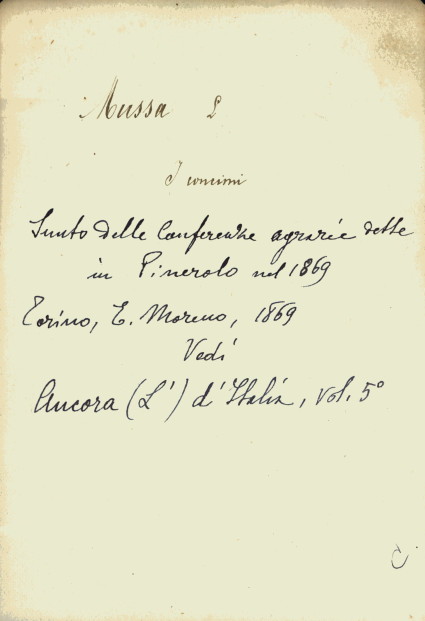 Mussa L
I concimi
Sunto delle Conferenze agrarie dette
in Pinerolo nel 1869
Torino, E. Moreno, 1869
Vedi
Ancora (L') d'Italia, vol. 5°
C